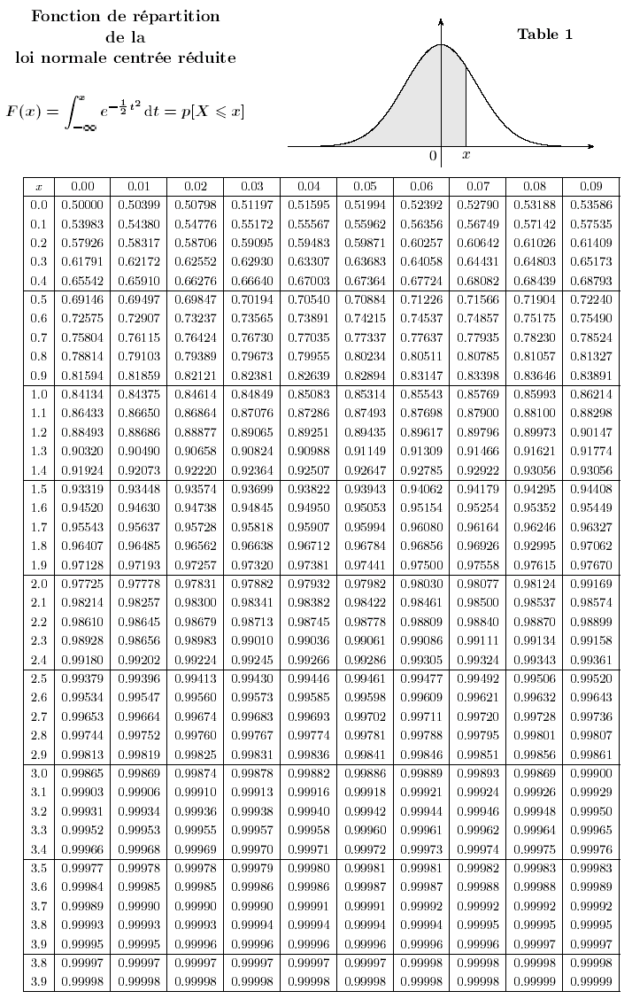 Fonction de répartition
de la
loi normale centrée réduite
Table 1
F(x) = ∫_{-∞}^{x} e^{-\frac{1}{2} t^2} dt = p[X ⩽ x]
0 x
x 0.00 0.01 0.02 0.03 0.04 0.05 0.06 0.07 0.08 0.09
0.0 0.50000 0.50399 0.50798 0.51197 0.51595 0.51994 0.52392 0.52790 0.53188 0.53586
0.1 0.53983 0.54380 0.54776 0.55172 0.55567 0.55962 0.56356 0.56749 0.57142 0.57535
0.2 0.57926 0.58317 0.58706 0.59095 0.59483 0.59871 0.60257 0.60642 0.61026 0.61409
0.3 0.61791 0.62172 0.62552 0.62930 0.63307 0.63683 0.64058 0.64431 0.64803 0.65173
0.4 0.65542 0.65910 0.66276 0.66640 0.67003 0.67364 0.67724 0.68082 0.68439 0.68793
0.5 0.69146 0.69497 0.69847 0.70194 0.70540 0.70884 0.71226 0.71566 0.71904 0.72240
0.6 0.72575 0.72907 0.73237 0.73565 0.73891 0.74215 0.74537 0.74857 0.75175 0.75490
0.7 0.75804 0.76115 0.76424 0.76730 0.77035 0.77337 0.77637 0.77935 0.78230 0.78524
0.8 0.78814 0.79103 0.79389 0.79673 0.79955 0.80234 0.80511 0.80785 0.81057 0.81327
0.9 0.81594 0.81859 0.82121 0.82381 0.82639 0.82894 0.83147 0.83398 0.83646 0.83891
1.0 0.84134 0.84375 0.84614 0.84849 0.85083 0.85314 0.85543 0.85769 0.85993 0.86214
1.1 0.86433 0.86650 0.86864 0.87076 0.87286 0.87493 0.87698 0.87900 0.88100 0.88298
1.2 0.88493 0.88686 0.88877 0.89065 0.89251 0.89435 0.89617 0.89796 0.89973 0.90147
1.3 0.90320 0.90490 0.90658 0.90824 0.90988 0.91149 0.91309 0.91466 0.91621 0.91774
1.4 0.91924 0.92073 0.92220 0.92364 0.92507 0.92647 0.92785 0.92922 0.93056 0.93056
1.5 0.93319 0.93448 0.93574 0.93699 0.93822 0.93943 0.94062 0.94179 0.94295 0.94408
1.6 0.94520 0.94630 0.94738 0.94845 0.94950 0.95053 0.95154 0.95254 0.95352 0.95449
1.7 0.95543 0.95637 0.95728 0.95818 0.95907 0.95994 0.96080 0.96164 0.96246 0.96327
1.8 0.96407 0.96485 0.96562 0.96638 0.96712 0.96784 0.96856 0.96926 0.92995 0.97062
1.9 0.97128 0.97193 0.97257 0.97320 0.97381 0.97441 0.97500 0.97558 0.97615 0.97670
2.0 0.97725 0.97778 0.97831 0.97882 0.97932 0.97982 0.98030 0.98077 0.98124 0.99169
2.1 0.98214 0.98257 0.98300 0.98341 0.98382 0.98422 0.98461 0.98500 0.98537 0.98574
2.2 0.98610 0.98645 0.98679 0.98713 0.98745 0.98778 0.98809 0.98840 0.98870 0.98899
2.3 0.98928 0.98656 0.98983 0.99010 0.99036 0.99061 0.99086 0.99111 0.99134 0.99158
2.4 0.99180 0.99202 0.99224 0.99245 0.99266 0.99286 0.99305 0.99324 0.99343 0.99361
2.5 0.99379 0.99396 0.99413 0.99430 0.99446 0.99461 0.99477 0.99492 0.99506 0.99520
2.6 0.99534 0.99547 0.99560 0.99573 0.99585 0.99598 0.99609 0.99621 0.99632 0.99643
2.7 0.99653 0.99664 0.99674 0.99683 0.99693 0.99702 0.99711 0.99720 0.99728 0.99736
2.8 0.99744 0.99752 0.99760 0.99767 0.99774 0.99781 0.99788 0.99795 0.99801 0.99807
2.9 0.99813 0.99819 0.99825 0.99831 0.99836 0.99841 0.99846 0.99851 0.99856 0.99861
3.0 0.99865 0.99869 0.99874 0.99878 0.99882 0.99886 0.99889 0.99893 0.99869 0.99900
3.1 0.99903 0.99906 0.99910 0.99913 0.99916 0.99918 0.99921 0.99924 0.99926 0.99929
3.2 0.99931 0.99934 0.99936 0.99938 0.99940 0.99942 0.99944 0.99946 0.99948 0.99950
3.3 0.99952 0.99953 0.99955 0.99957 0.99958 0.99960 0.99961 0.99962 0.99964 0.99965
3.4 0.99966 0.99968 0.99969 0.99970 0.99971 0.99972 0.99973 0.99974 0.99975 0.99976
3.5 0.99977 0.99978 0.99978 0.99979 0.99980 0.99981 0.99981 0.99982 0.99983 0.99983
3.6 0.99984 0.99985 0.99985 0.99986 0.99986 0.99987 0.99987 0.99988 0.99988 0.99989
3.7 0.99989 0.99990 0.99990 0.99990 0.99991 0.99991 0.99992 0.99992 0.99992 0.99992
3.8 0.99993 0.99993 0.99993 0.99994 0.99994 0.99994 0.99994 0.99995 0.99995 0.99995
3.9 0.99995 0.99995 0.99996 0.99996 0.99996 0.99996 0.99996 0.99996 0.99997 0.99997
3.8 0.99997 0.99997 0.99997 0.99997 0.99997 0.99997 0.99998 0.99998 0.99998 0.99998
3.9 0.99998 0.99998 0.99998 0.99998 0.99998 0.99998 0.99998 0.99998 0.99999 0.99999